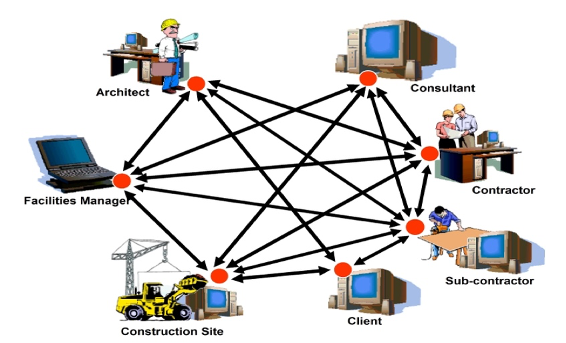 Architect
Consultant
Contractor
Facilities Manager
Sub-contractor
Client
Construction Site